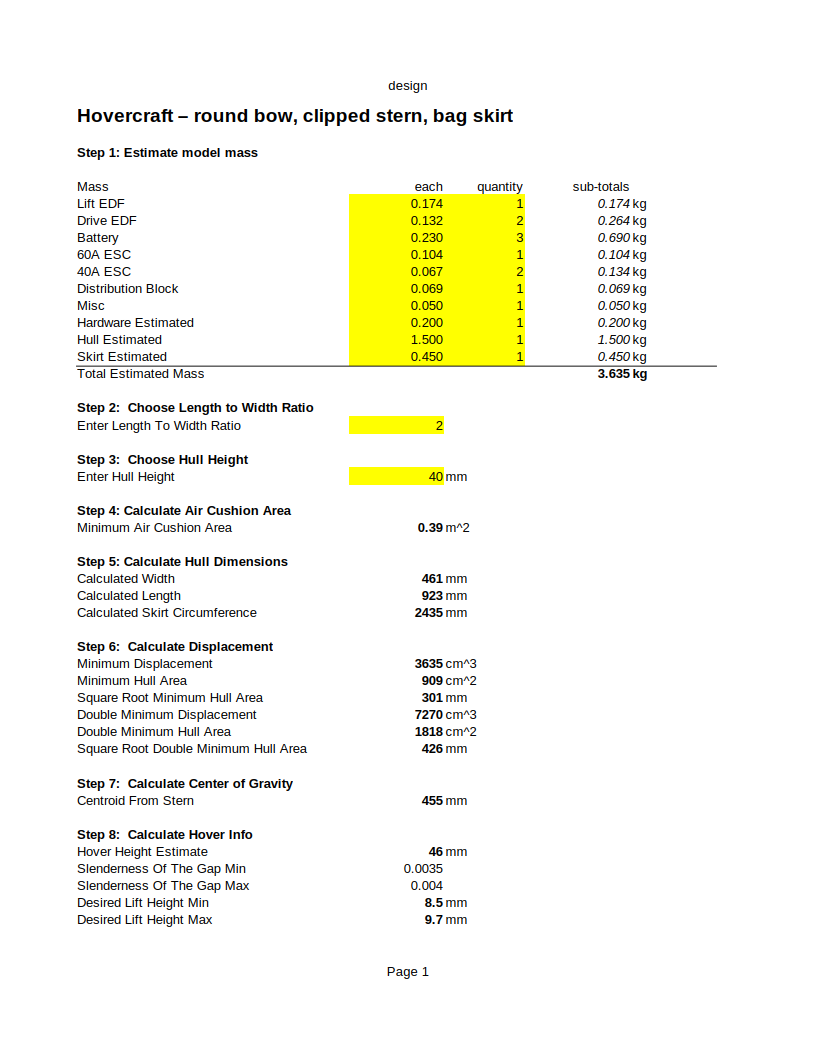 design
Hovercraft – round bow, clipped stern, bag skirt
Step 1: Estimate model mass
Mass each quantity sub-totals
Lift EDF 0.174 1 0.174 kg
Drive EDF 0.132 2 0.264 kg
Battery 0.230 3 0.690 kg
60A ESC 0.104 1 0.104 kg
40A ESC 0.067 2 0.134 kg
Distribution Block 0.069 1 0.069 kg
Misc 0.050 1 0.050 kg
Hardware Estimated 0.200 1 0.200 kg
Hull Estimated 1.500 1 1.500 kg
Skirt Estimated 0.450 1 0.450 kg
Total Estimated Mass 3.635 kg
Step 2: Choose Length to Width Ratio
Enter Length To Width Ratio 2
Step 3: Choose Hull Height
Enter Hull Height 40 mm
Step 4: Calculate Air Cushion Area
Minimum Air Cushion Area 0.39 m^2
Step 5: Calculate Hull Dimensions
Calculated Width 461 mm
Calculated Length 923 mm
Calculated Skirt Circumference 2435 mm
Step 6: Calculate Displacement
Minimum Displacement 3635 cm^3
Minimum Hull Area 909 cm^2
Square Root Minimum Hull Area 301 mm
Double Minimum Displacement 7270 cm^3
Double Minimum Hull Area 1818 cm^2
Square Root Double Minimum Hull Area 426 mm
Step 7: Calculate Center of Gravity
Centroid From Stern 455 mm
Step 8: Calculate Hover Info
Hover Height Estimate 46 mm
Slenderness Of The Gap Min 0.0035
Slenderness Of The Gap Max 0.004
Desired Lift Height Min 8.5 mm
Desired Lift Height Max 9.7 mm
Page 1